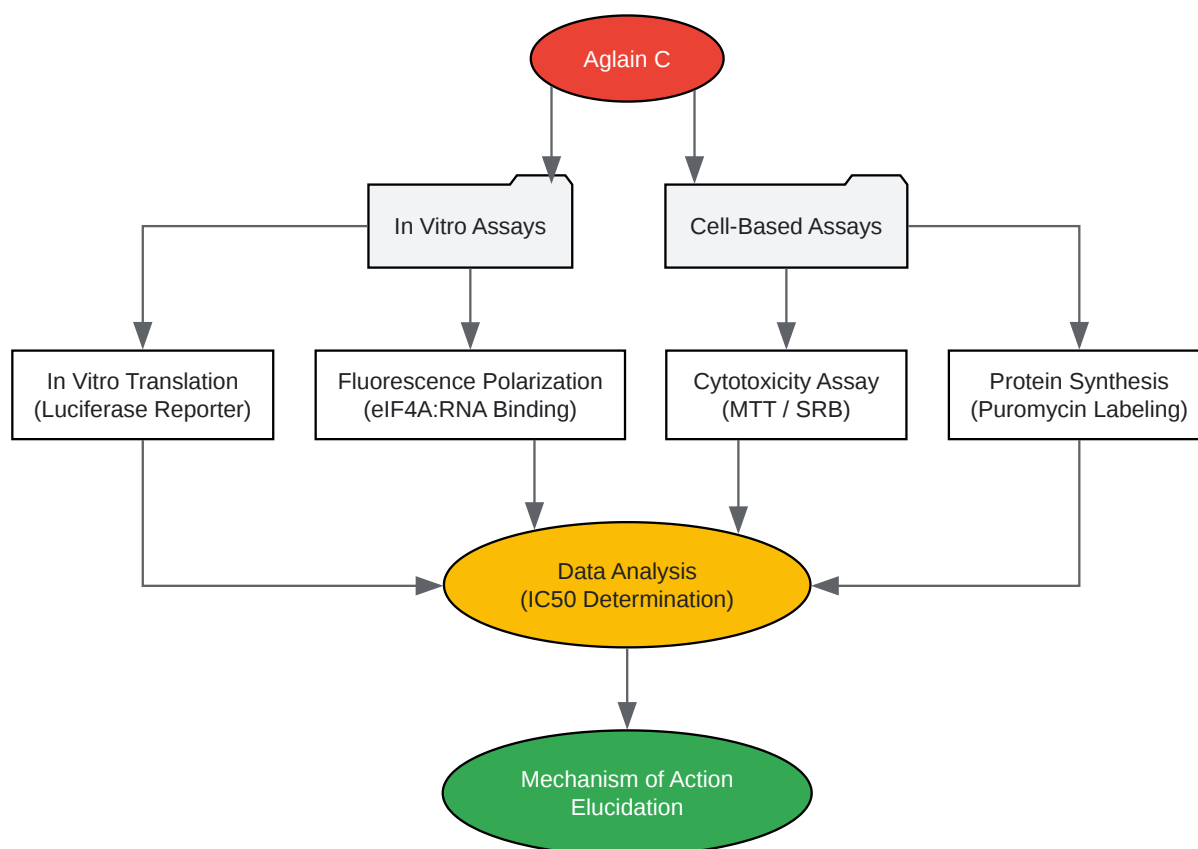 Aglain C
In Vitro Assays
Cell-Based Assays
In Vitro Translation
(Luciferase Reporter)
Fluorescence Polarization
(eIF4A:RNA Binding)
Cytotoxicity Assay
(MTT / SRB)
Protein Synthesis
(Puromycin Labeling)
Data Analysis
(IC50 Determination)
Mechanism of Action
Elucidation